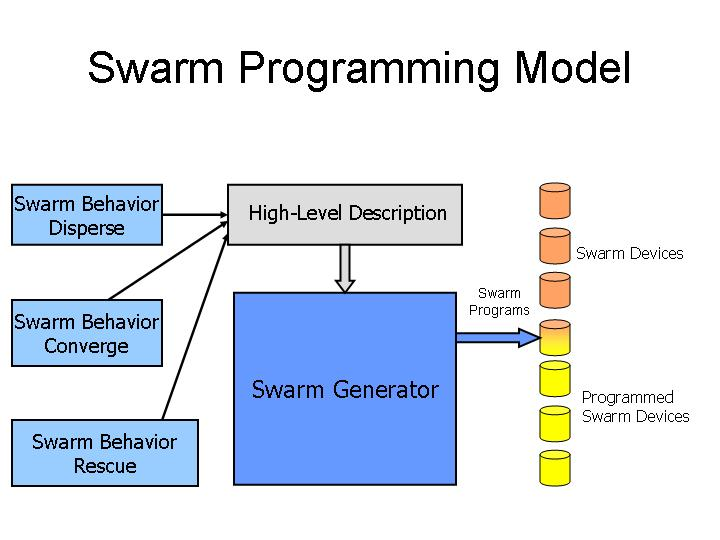 Swarm Programming Model
Swarm Behavior
Disperse
High-Level Description
Swarm Devices
Swarm
Programs
Swarm Behavior
Converge
Swarm Generator
Programmed
Swarm Devices
Swarm Behavior
Rescue